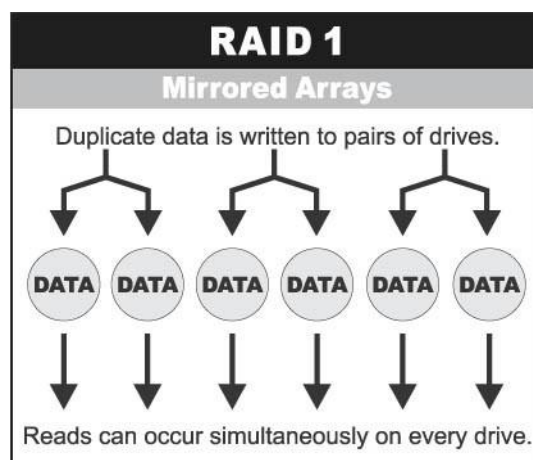 RAID 1
Mirrored Arrays
Duplicate data is written to pairs of drives.
DATA DATA DATA DATA DATA DATA
Reads can occur simultaneously on every drive.